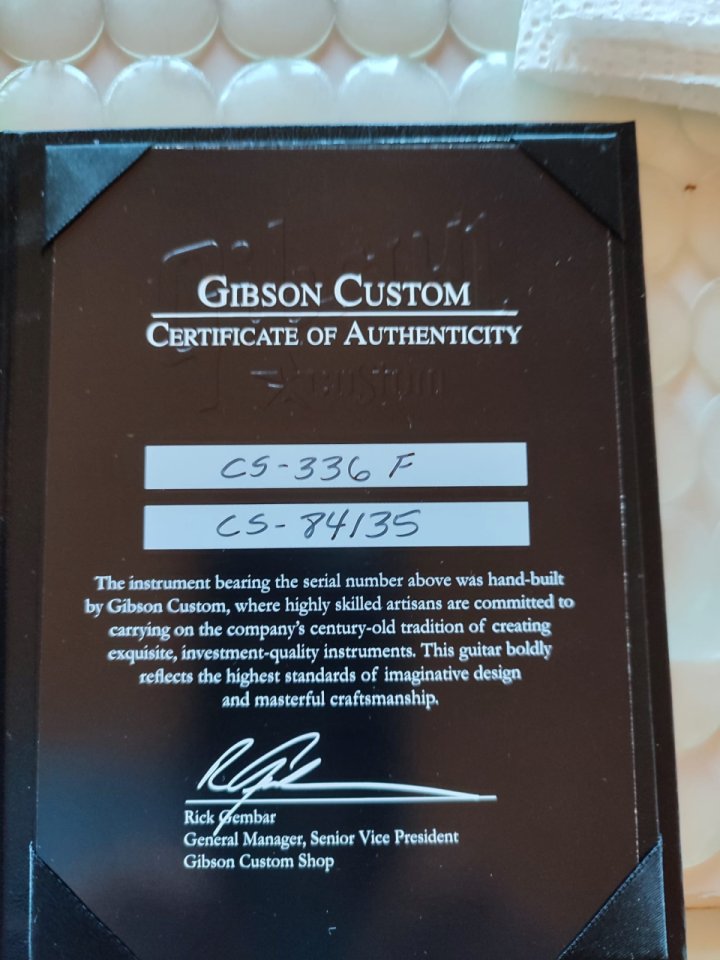 Gibson
GIBSON CUSTOM
CERTIFICATE OF AUTHENTICITY
custom
CS-336 F
CS-84135
The instrument bearing the serial number above was hand-built
by Gibson Custom, where highly skilled artisans are committed to
carrying on the company's century-old tradition of creating
exquisite, investment-quality instruments. This guitar boldly
reflects the highest standards of imaginative design
and masterful craftsmanship.
Rick Gembar
General Manager, Senior Vice President
Gibson Custom Shop